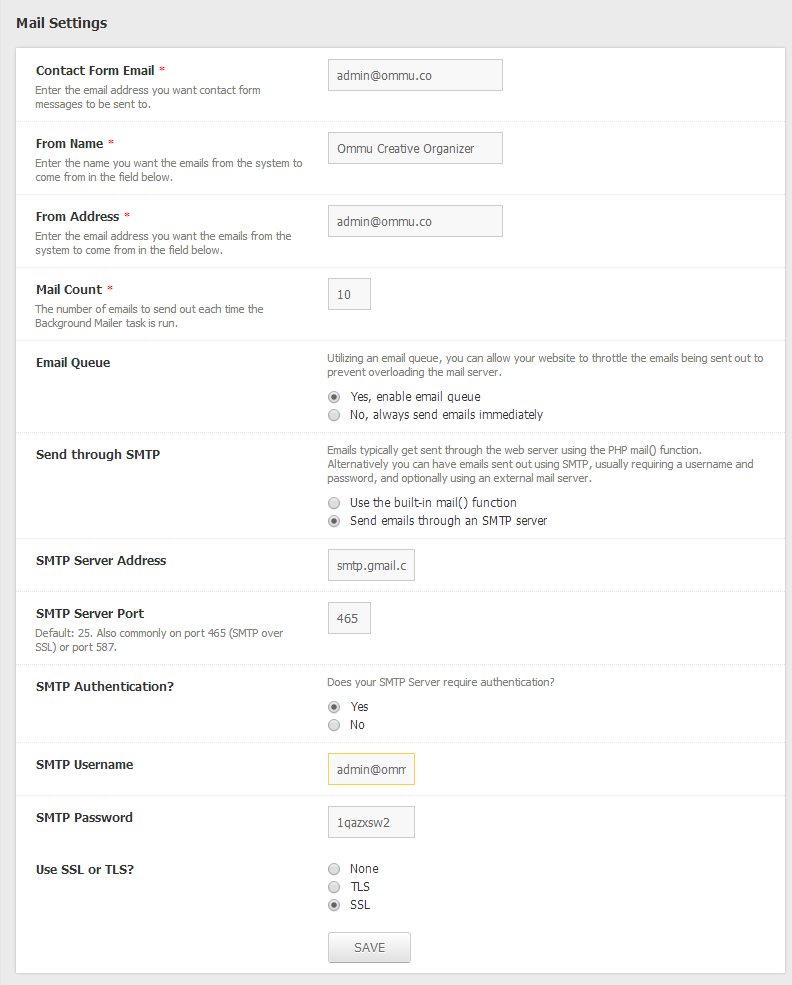 Mail Settings
Contact Form Email *
admin@ommu.co
Enter the email address you want contact form
messages to be sent to.
From Name *
Ommu Creative Organizer
Enter the name you want the emails from the system to
come from in the field below.
From Address *
admin@ommu.co
Enter the email address you want the emails from the
system to come from in the field below.
Mail Count *
10
The number of emails to send out each time the
Background Mailer task is run.
Email Queue
Utilizing an email queue, you can allow your website to throttle the emails being sent out to
prevent overloading the mail server.
Yes, enable email queue
No, always send emails immediately
Send through SMTP
Emails typically get sent through the web server using the PHP mail() function.
Alternatively you can have emails sent out using SMTP, usually requiring a username and
password, and optionally using an external mail server.
Use the built-in mail() function
Send emails through an SMTP server
SMTP Server Address
smtp.gmail.c
SMTP Server Port
465
Default: 25. Also commonly on port 465 (SMTP over
SSL) or port 587.
SMTP Authentication?
Does your SMTP Server require authentication?
Yes
No
SMTP Username
admin@omm
SMTP Password
1qazxsw2
Use SSL or TLS?
None
TLS
SSL
SAVE